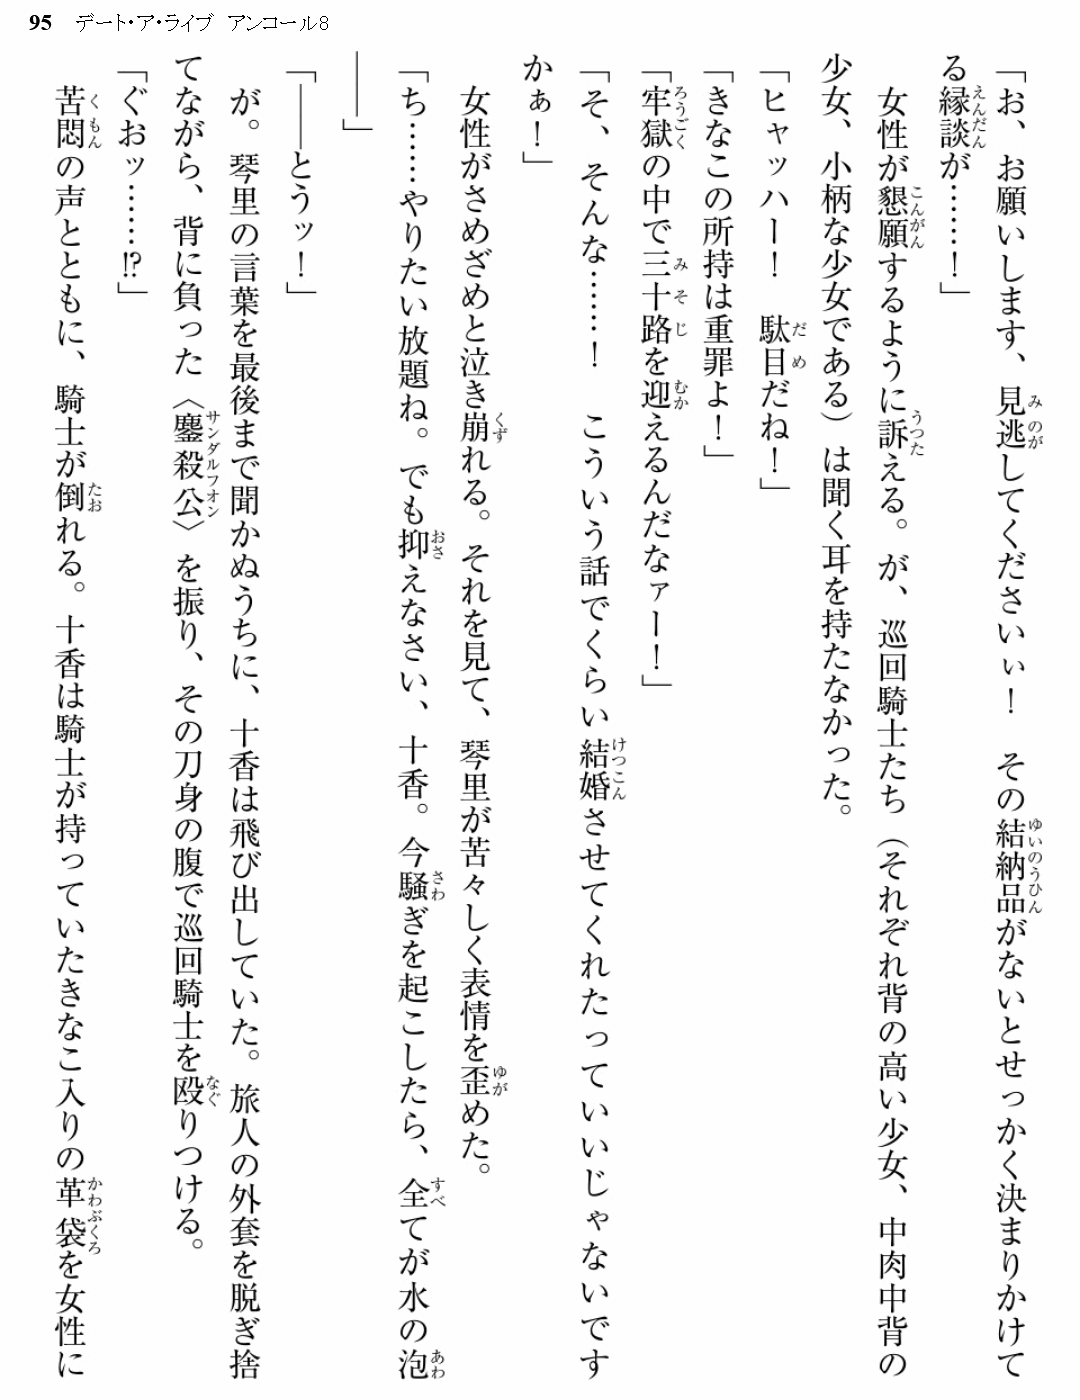 95 デート・ア・ライブ アンコール8
「お、お願いします、見逃してくださいぃ！　その結納品がないとせっかく決まりかけて
る縁談が……！」
女性が懇願するように訴える。が、巡回騎士たち（それぞれ背の高い少女、中肉中背の
少女、小柄な少女である）は聞く耳を持たなかった。
「ヒャッハー！　駄目だね！」
「きなこの所持は重罪よ！」
「牢獄の中で三十路を迎えるんだなァー！」
「そ、そんな……！　こういう話でくらい結婚させてくれたっていいじゃないです
かぁ！」
女性がさめざめと泣き崩れる。それを見て、琴里が苦々しく表情を歪めた。
「ち……やりたい放題ね。でも抑えなさい、十香。今騒ぎを起こしたら、全てが水の泡
――」
「――とうッ！」
が。琴里の言葉を最後まで聞かぬうちに、十香は飛び出していた。旅人の外套を脱ぎ捨
てながら、背に負った〈鏖殺公〉を振り、その刀身の腹で巡回騎士を殴りつける。
「ぐおッ……!?」
苦悶の声とともに、騎士が倒れる。十香は騎士が持っていたきなこ入りの革袋を女性に